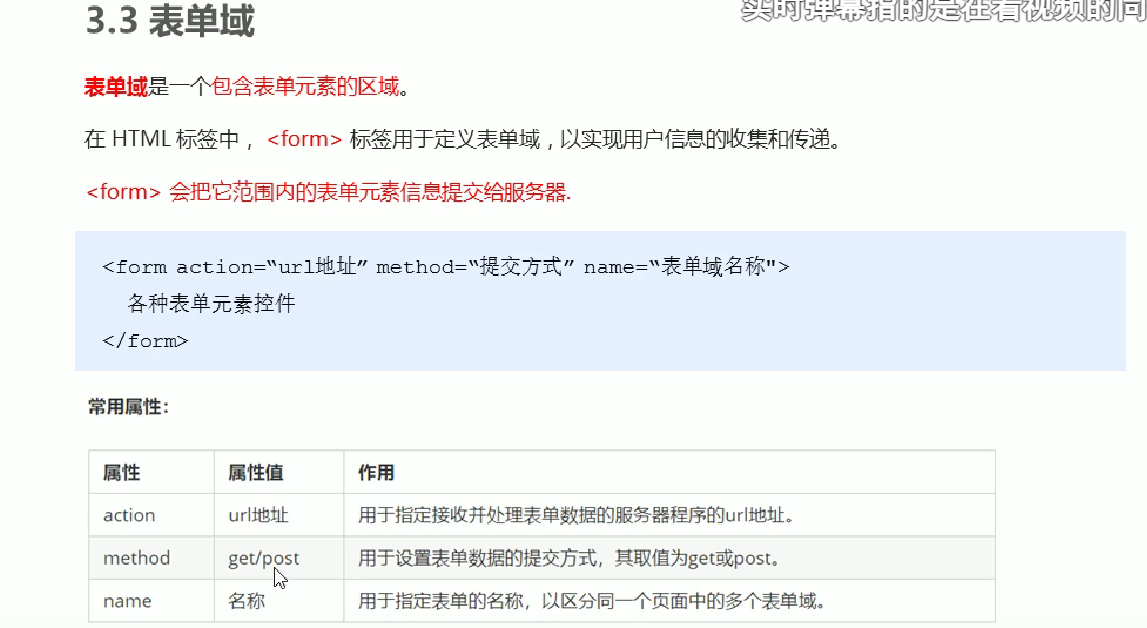 实时弹幕指的是在看视频的同
3.3 表单域
表单域是一个包含表单元素的区域。
在 HTML 标签中， <form> 标签用于定义表单域 , 以实现用户信息的收集和传递。
<form> 会把它范围内的表单元素信息提交给服务器.
<form action=“url地址” method=“提交方式” name=“表单域名称">
各种表单元素控件
</form>
常用属性：
属性 属性值 作用
action url地址 用于指定接收并处理表单数据的服务器程序的url地址。
method get/post 用于设置表单数据的提交方式，其取值为get或post。
name 名称 用于指定表单的名称，以区分同一个页面中的多个表单域。